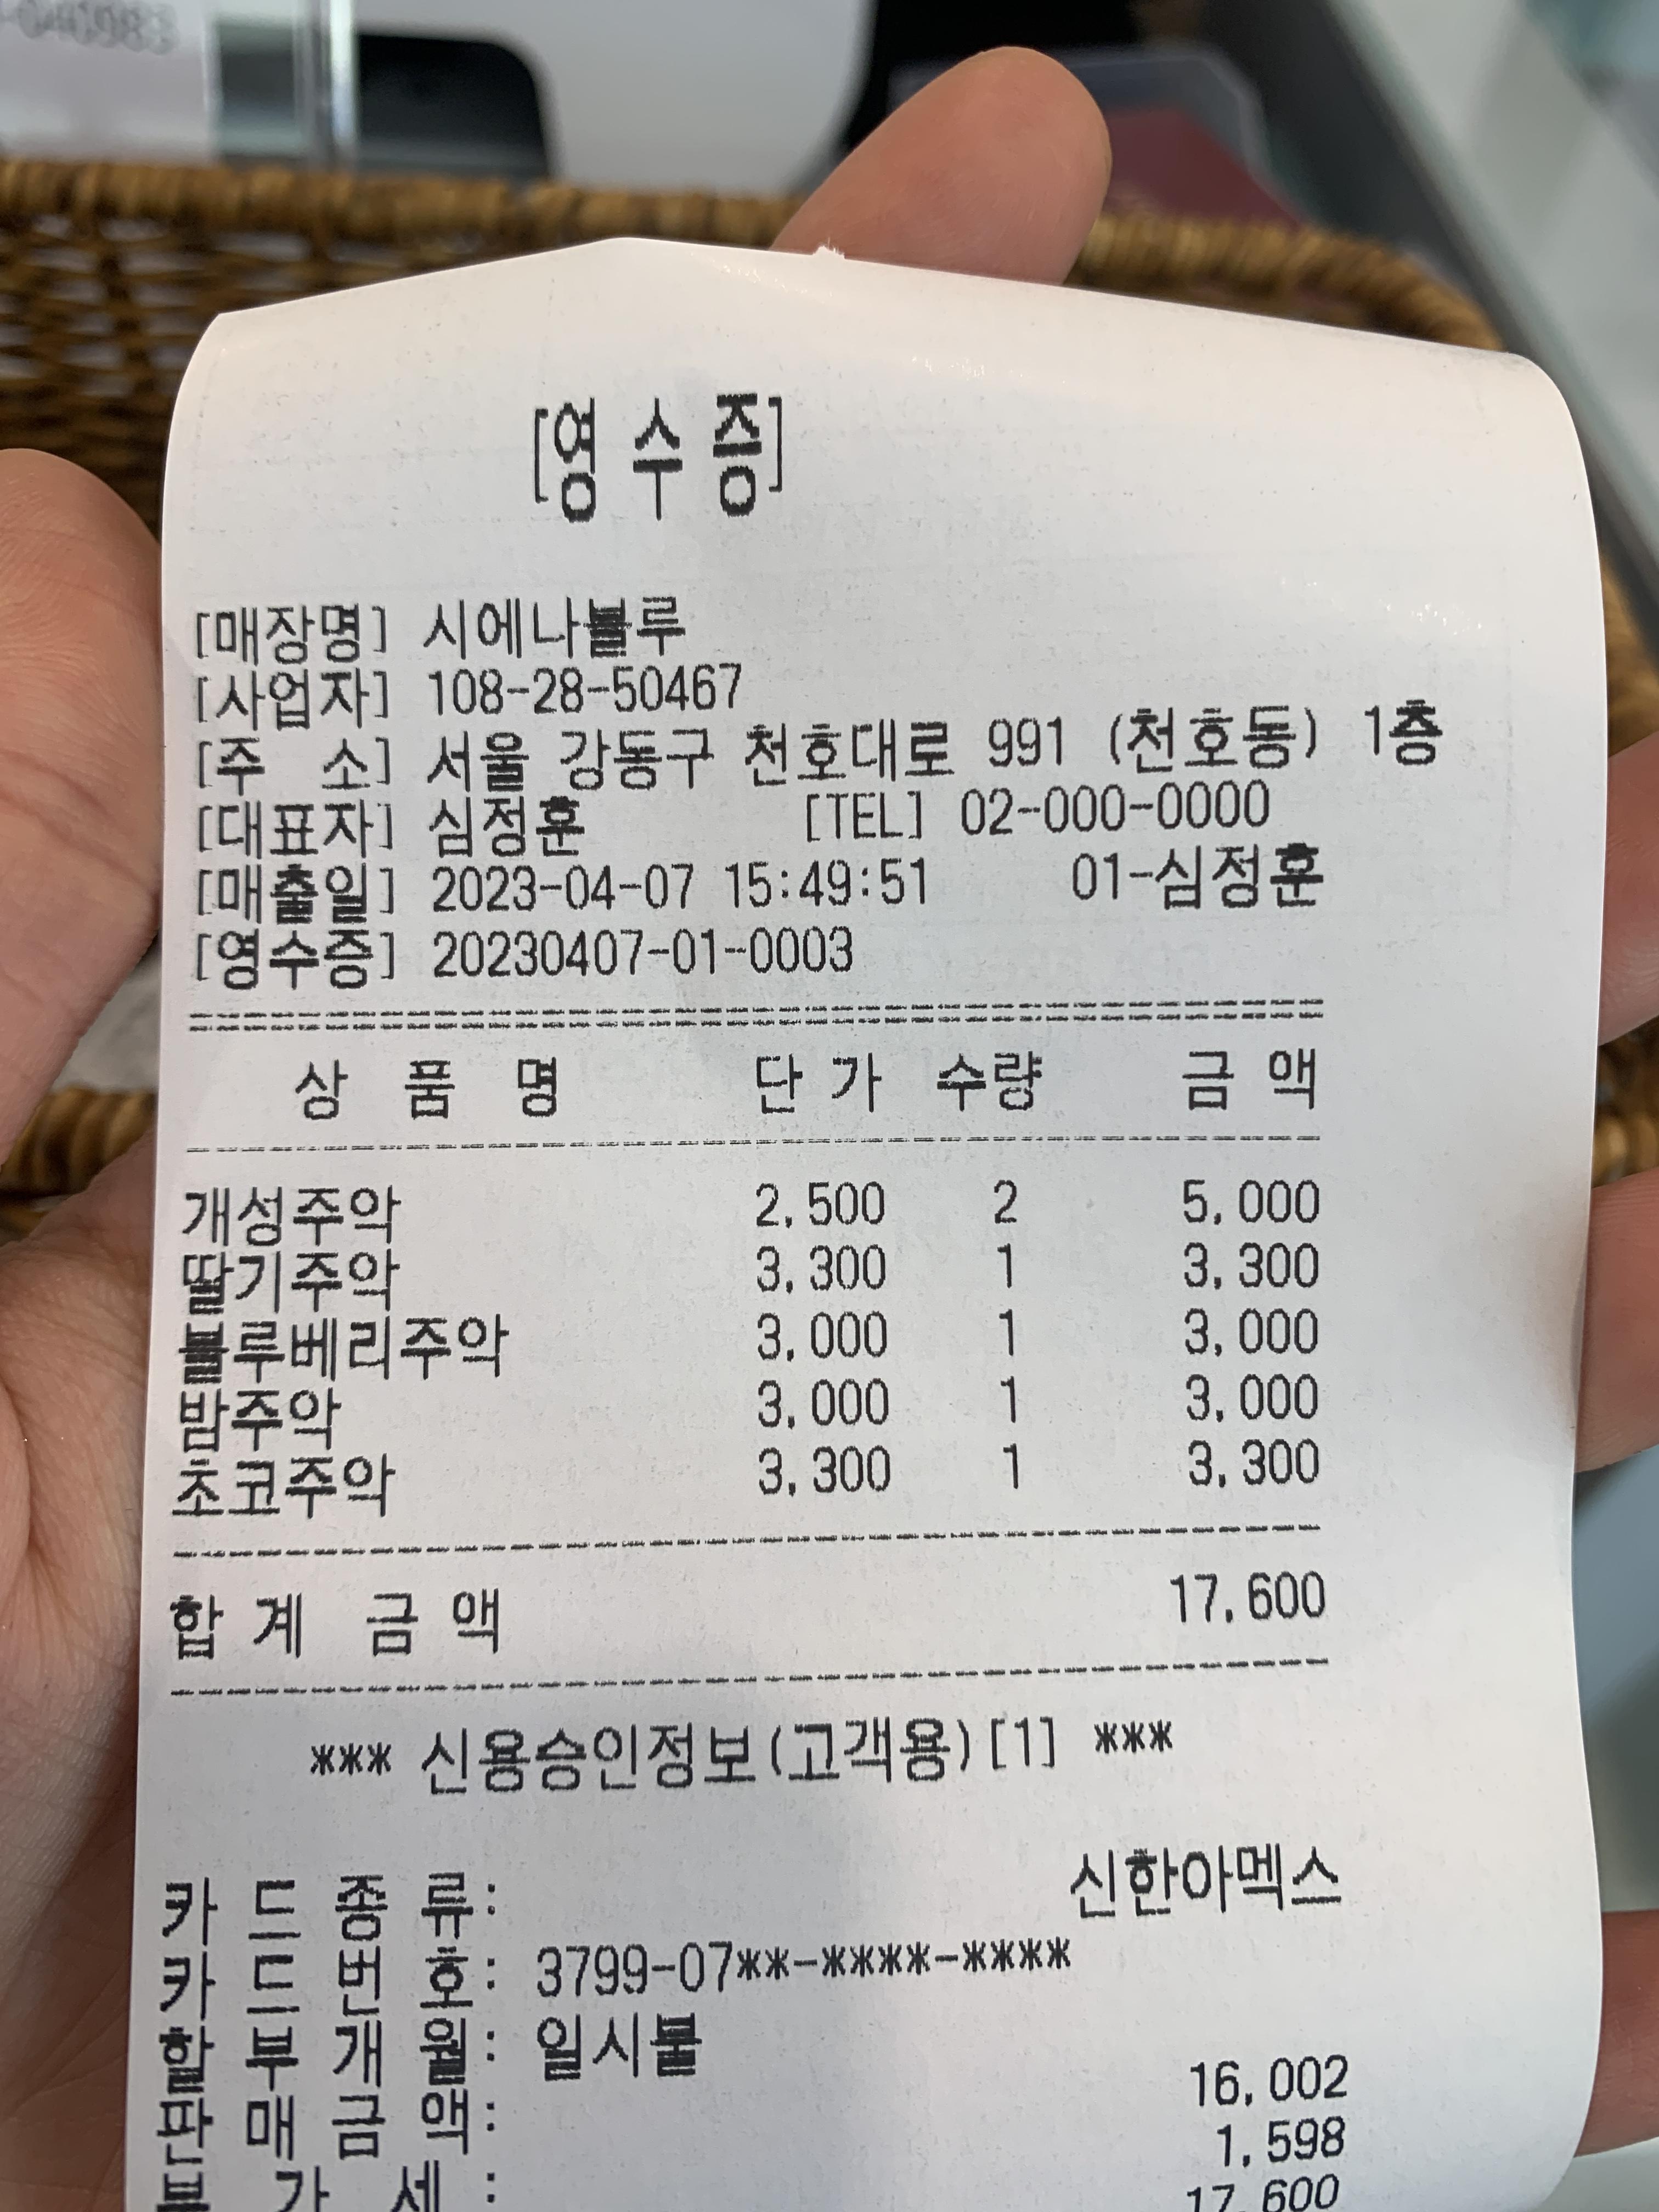 -040983
[영 수 증]
[매장명] 시에나블루
[사업자] 108-28-50467
[주 소] 서울 강동구 천호대로 991 (천호동) 1층
[대표자] 심정훈 [TEL] 02-000-0000
[매출일] 2023-04-07 15:49:51 01-심정훈
[영수증] 20230407-01-0003
상 품 명 단 가 수량 금 액
개성주악 2,500 2 5,000
딸기주악 3,300 1 3,300
블루베리주악 3,000 1 3,000
밤주악 3,000 1 3,000
초코주악 3,300 1 3,300
합 계 금 액 17,600
*** 신용승인정보(고객용)[1] ***
카 드 종 류: 신한아멕스
카 드 번 호: 3799-07**-****-****
할 부 개 월: 일시불
판 매 금 액: 16,002
부 가 세 : 1,598
17,600